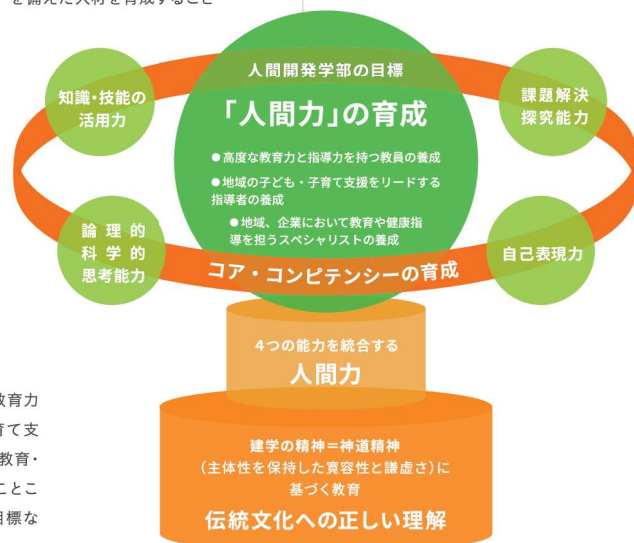 を備えた人材を育成すること
人間開発学部の目標
「人間力」の育成
●高度な教育力と指導力を持つ教員の養成
●地域の子ども・子育て支援をリードする
指導者の養成
●地域、企業において教育や健康指
導を担うスペシャリストの養成
コア・コンピテンシーの育成
知識・技能の
活用力
課題解決
探究能力
論理的
科学的
思考能力
自己表現力
4つの能力を統合する
人間力
建学の精神=神道精神
(主体性を保持した寛容性と謙虚さ)に
基づく教育
伝統文化への正しい理解
教育力
育て支
教育・
ことこ
目標な